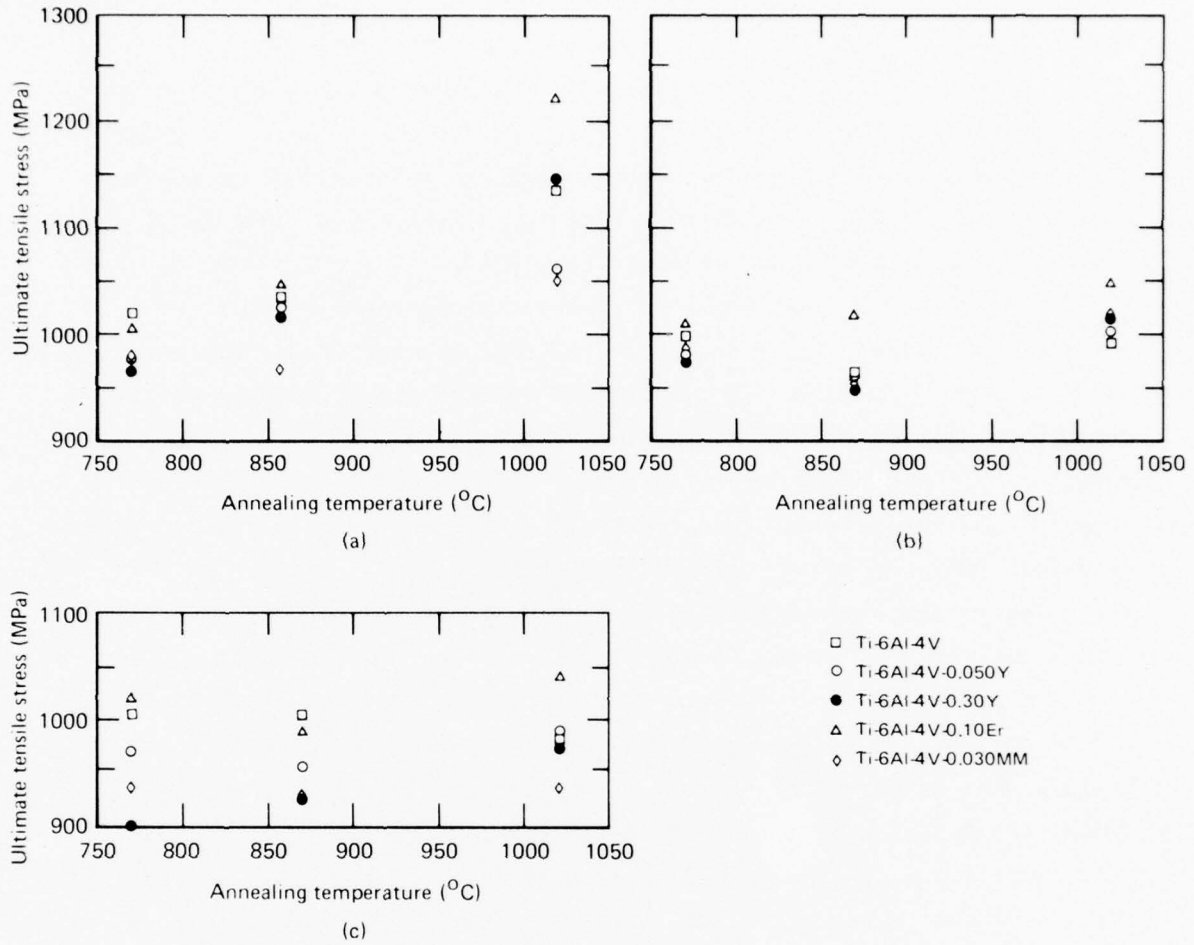 1300
1200
1100
1000
900
Ultimate tensile stress (MPa)
750 800 850 900 950 1000 1050
Annealing temperature (°C)
(a)
750 800 850 900 950 1000 1050
Annealing temperature (°C)
(b)
1100
1000
900
Ultimate tensile stress (MPa)
750 800 850 900 950 1000 1050
Annealing temperature (°C)
(c)
Ti-6Al-4V
Ti-6Al-4V-0.050Y
Ti-6Al-4V-0.30Y
Ti-6Al-4V-0.10Er
Ti-6Al-4V-0.030MM